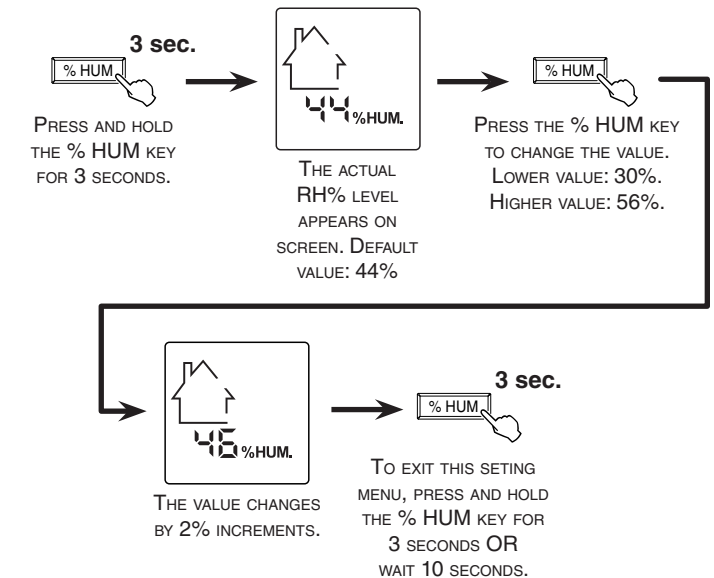 3 sec.
% HUM
PRESS AND HOLD
THE % HUM KEY
FOR 3 SECONDS.
44 %HUM.
THE ACTUAL
RH% LEVEL
APPEARS ON
SCREEN. DEFAULT
VALUE: 44%
% HUM
PRESS THE % HUM KEY
TO CHANGE THE VALUE.
LOWER VALUE: 30%.
HIGHER VALUE: 56%.
46 %HUM.
THE VALUE CHANGES
BY 2% INCREMENTS.
3 sec.
% HUM
TO EXIT THIS SETING
MENU, PRESS AND HOLD
THE % HUM KEY FOR
3 SECONDS OR
WAIT 10 SECONDS.